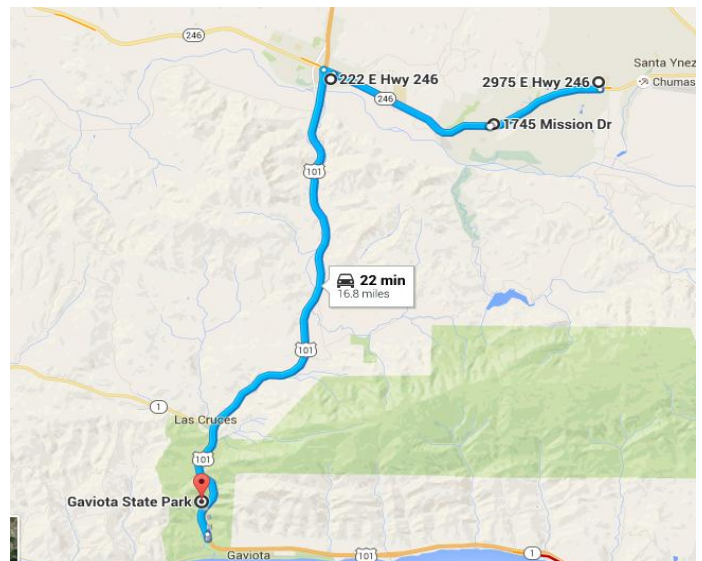 246
222 E Hwy 246
Santa Ynez
2975 E Hwy 246
Chumas
246
1745 Mission Dr
101
22 min
16.8 miles
101
1
Las Cruces
101
Gaviota State Park
Gaviota
101
1